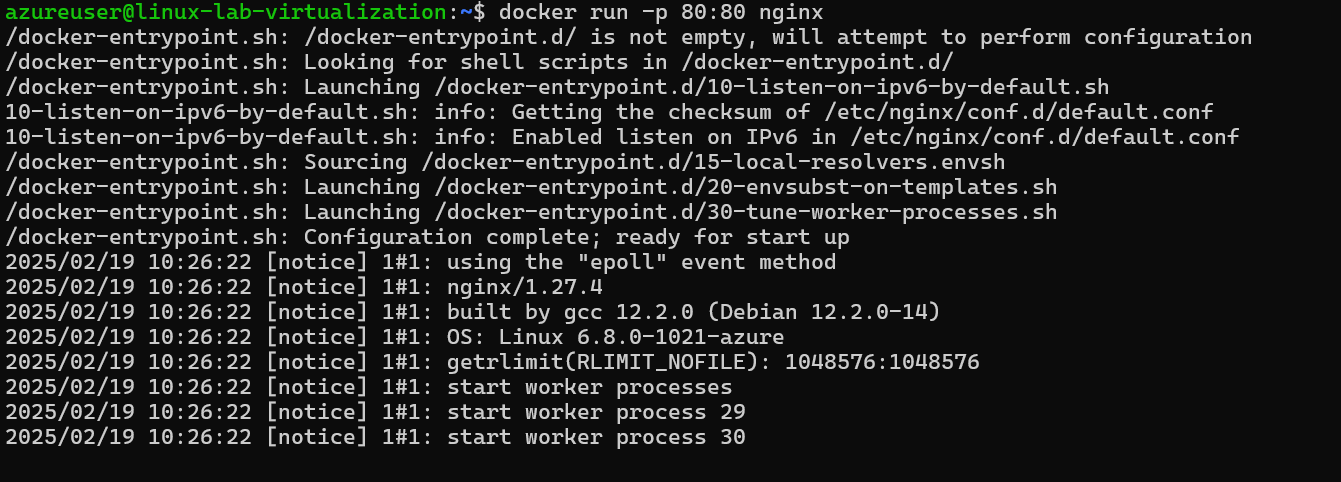 azureuser@linux-lab-virtualization:~$ docker run -p 80:80 nginx
/docker-entrypoint.sh: /docker-entrypoint.d/ is not empty, will attempt to perform configuration
/docker-entrypoint.sh: Looking for shell scripts in /docker-entrypoint.d/
/docker-entrypoint.sh: Launching /docker-entrypoint.d/10-listen-on-ipv6-by-default.sh
10-listen-on-ipv6-by-default.sh: info: Getting the checksum of /etc/nginx/conf.d/default.conf
10-listen-on-ipv6-by-default.sh: info: Enabled listen on IPv6 in /etc/nginx/conf.d/default.conf
/docker-entrypoint.sh: Sourcing /docker-entrypoint.d/15-local-resolvers.envsh
/docker-entrypoint.sh: Launching /docker-entrypoint.d/20-envsubst-on-templates.sh
/docker-entrypoint.sh: Launching /docker-entrypoint.d/30-tune-worker-processes.sh
/docker-entrypoint.sh: Configuration complete; ready for start up
2025/02/19 10:26:22 [notice] 1#1: using the "epoll" event method
2025/02/19 10:26:22 [notice] 1#1: nginx/1.27.4
2025/02/19 10:26:22 [notice] 1#1: built by gcc 12.2.0 (Debian 12.2.0-14)
2025/02/19 10:26:22 [notice] 1#1: OS: Linux 6.8.0-1021-azure
2025/02/19 10:26:22 [notice] 1#1: getrlimit(RLIMIT_NOFILE): 1048576:1048576
2025/02/19 10:26:22 [notice] 1#1: start worker processes
2025/02/19 10:26:22 [notice] 1#1: start worker process 29
2025/02/19 10:26:22 [notice] 1#1: start worker process 30